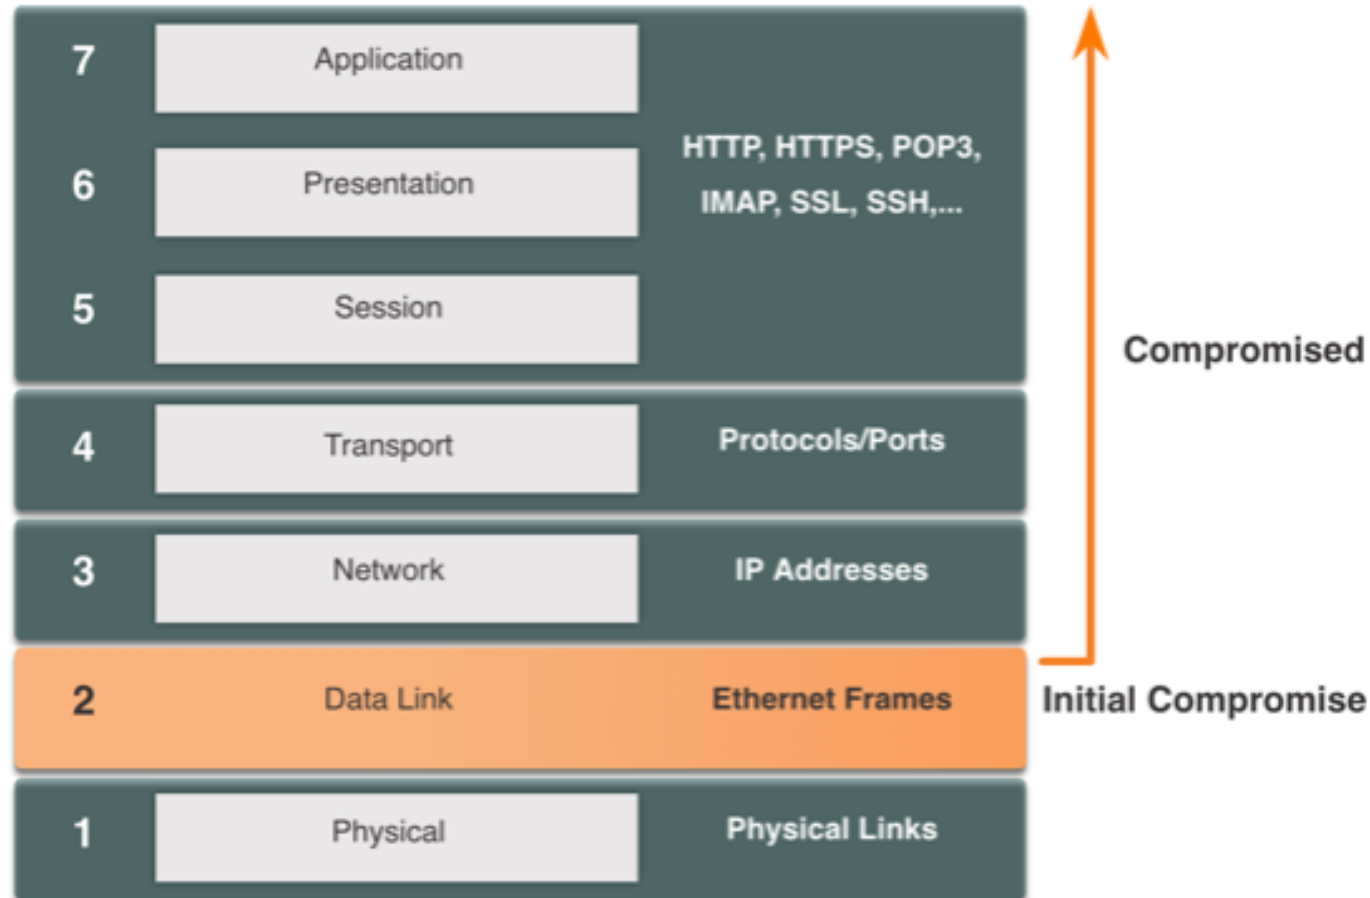 7 Application
HTTP, HTTPS, POP3,
6 Presentation
IMAP, SSL, SSH,...
5 Session
Compromised
4 Transport Protocols/Ports
3 Network IP Addresses
2 Data Link Ethernet Frames Initial Compromise
1 Physical Physical Links